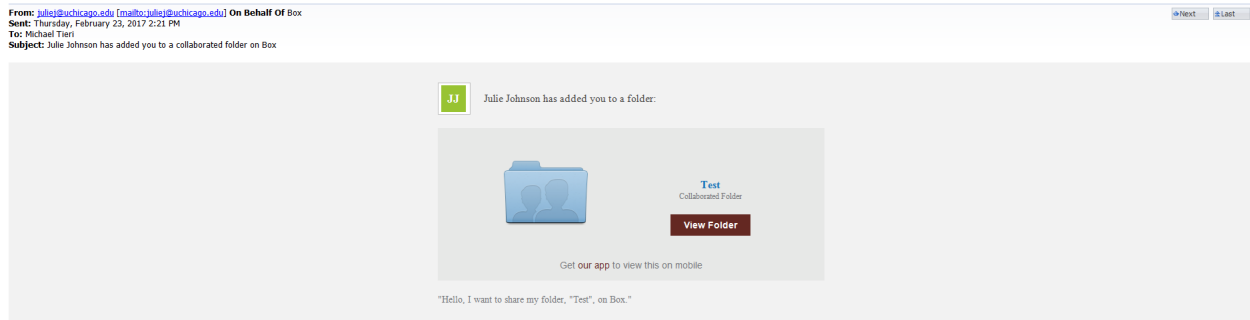 From: juliej@uchicago.edu [mailto:juliej@uchicago.edu] On Behalf Of Box
Sent: Thursday, February 23, 2017 2:21 PM
To: Michael Tieri
Subject: Julie Johnson has added you to a collaborated folder on Box
Next Last
JJ Julie Johnson has added you to a folder:
Test
Collaborated Folder
View Folder
Get our app to view this on mobile
"Hello, I want to share my folder, "Test", on Box."